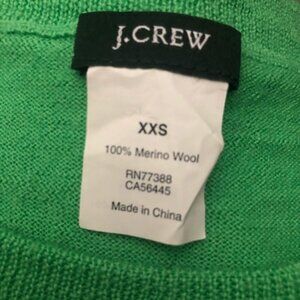 J.CREW
XXS
100% Merino Wool
RN77388
CA56445
Made in China